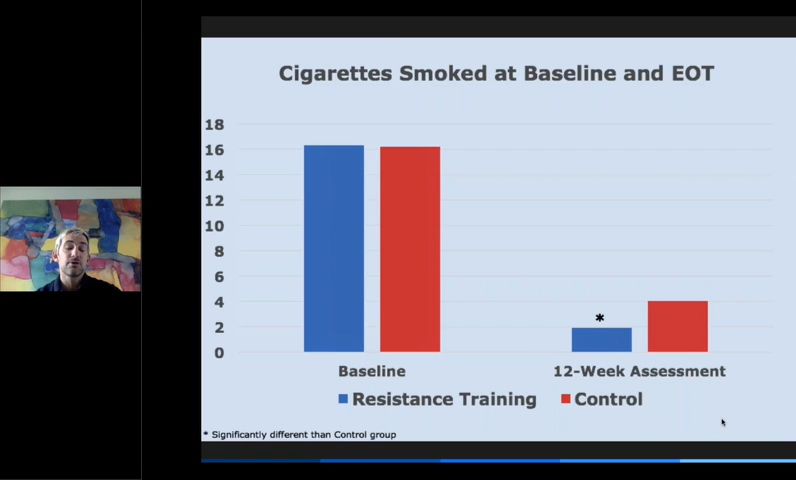 Cigarettes Smoked at Baseline and EOT
18
16
14
12
10
8
6
4
2
0
*
Baseline
12-Week Assessment
Resistance Training
Control
* Significantly different than Control group